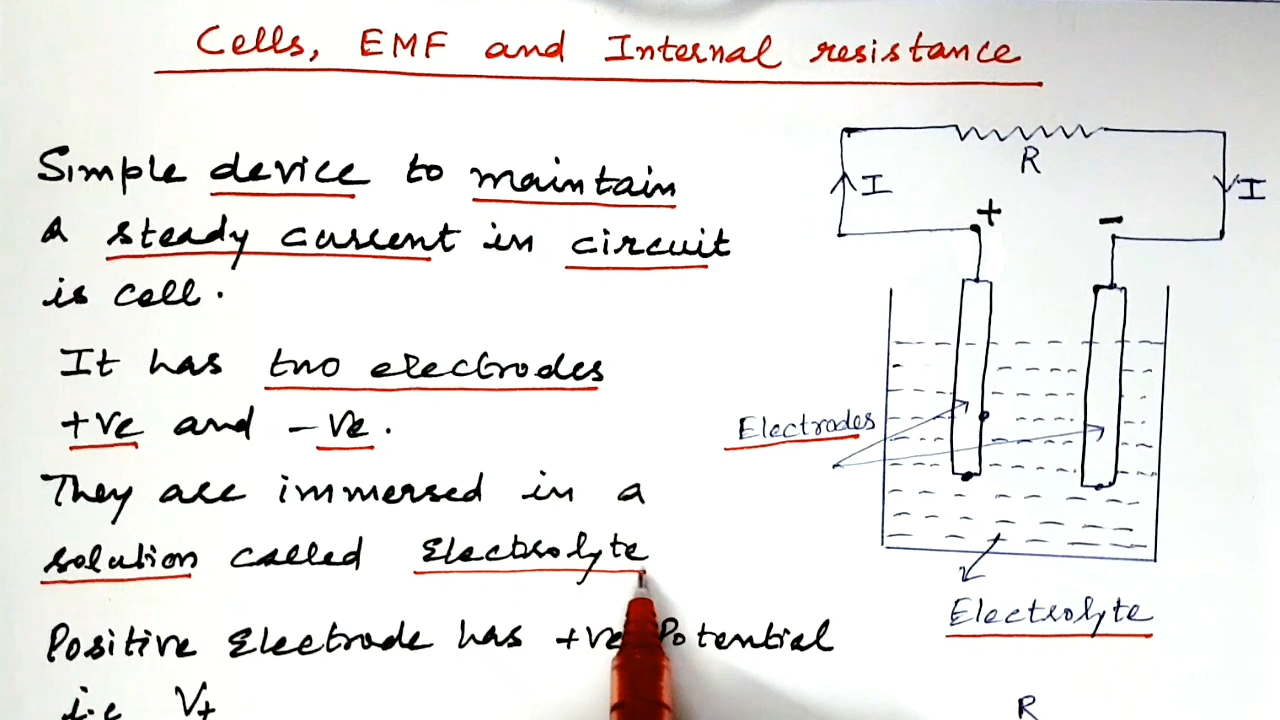 Cells, EMF and Internal resistance
Simple device to maintain
a steady current in circuit
is cell.
It has two electrodes
+ve and -ve.
They are immersed in a
solution called Electrolyte
Positive Electrode has +ve Potential
i.e V+
R
I
I
+
-
Electrodes
Electrolyte
R